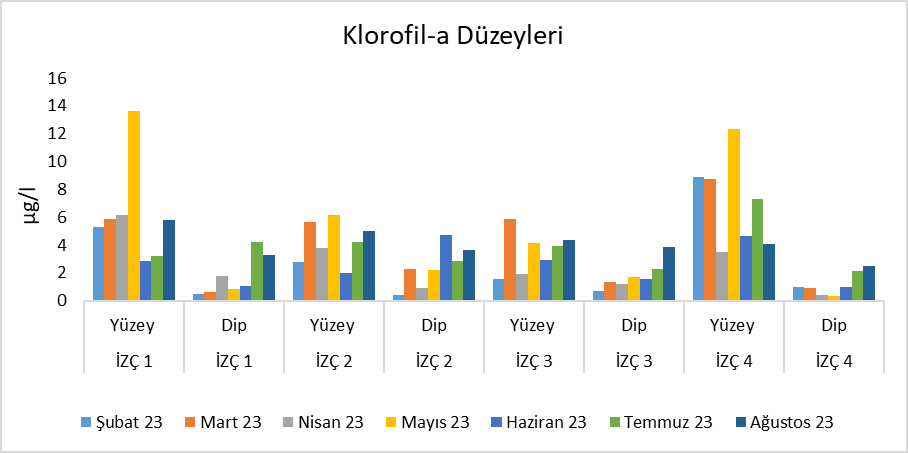 Klorofil-a Düzeyleri
µg/l
16
14
12
10
8
6
4
2
0
Yüzey Dip Yüzey Dip Yüzey Dip Yüzey Dip
İZÇ 1 İZÇ 1 İZÇ 2 İZÇ 2 İZÇ 3 İZÇ 3 İZÇ 4 İZÇ 4
Şubat 23 Mart 23 Nisan 23 Mayıs 23 Haziran 23 Temmuz 23 Ağustos 23